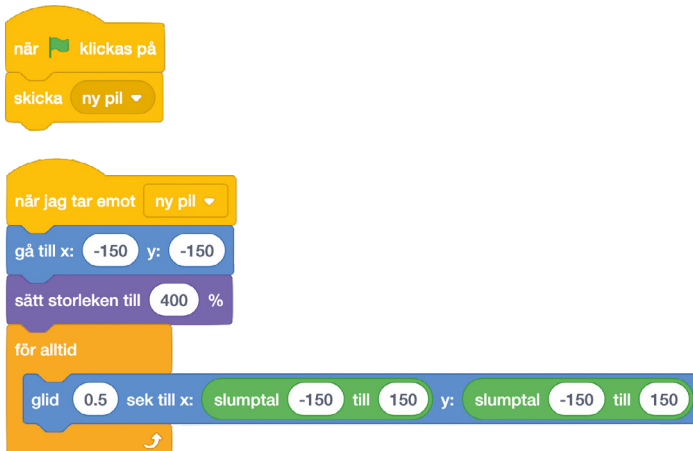 när klickas på
skicka ny pil
när jag tar emot ny pil
gå till x: -150 y: -150
sätt storleken till 400 %
för alltid
glid 0.5 sek till x: slumptal -150 till 150 y: slumptal -150 till 150